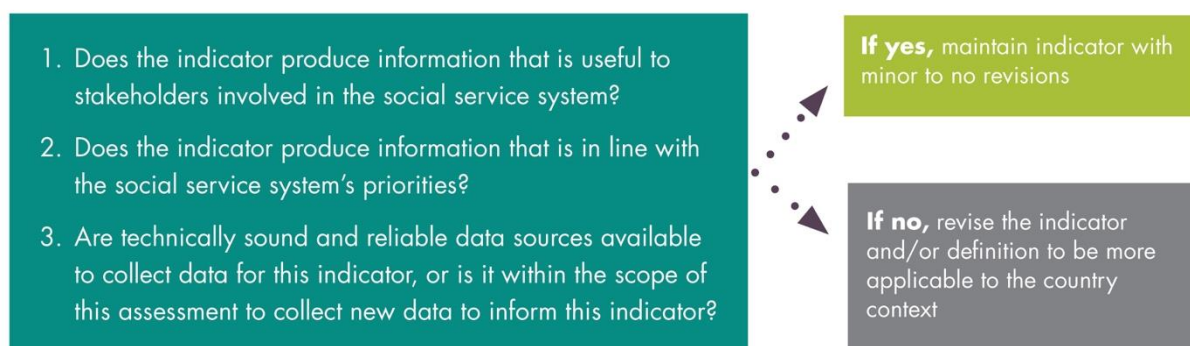 1. Does the indicator produce information that is useful to
stakeholders involved in the social service system?
2. Does the indicator produce information that is in line with
the social service system's priorities?
3. Are technically sound and reliable data sources available
to collect data for this indicator, or is it within the scope of
this assessment to collect new data to inform this indicator?
If yes, maintain indicator with
minor to no revisions
If no, revise the indicator
and/or definition to be more
applicable to the country
context